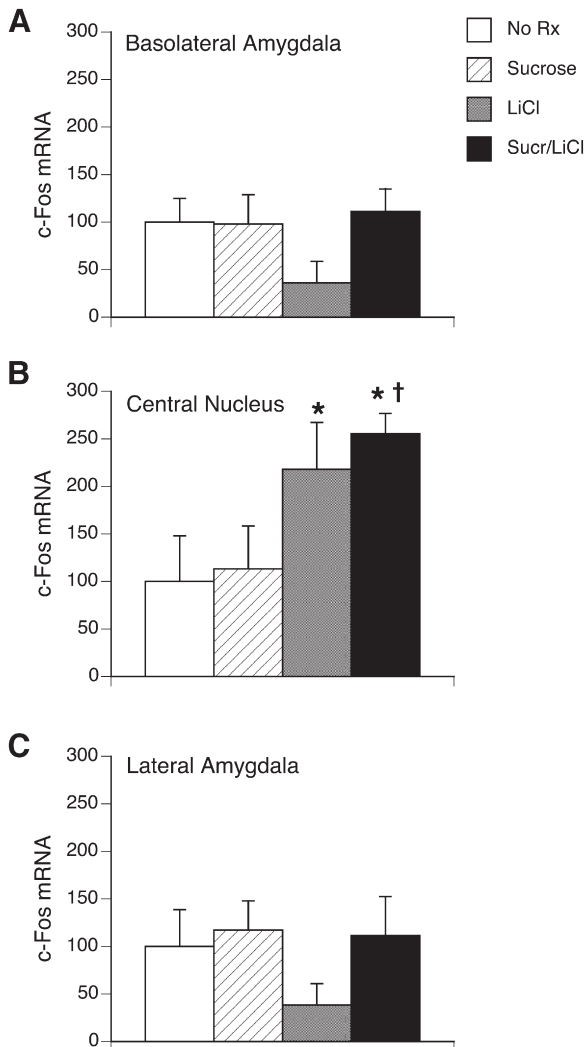 A
Basolateral Amygdala
No Rx
Sucrose
LiCl
Sucr/LiCl
c-Fos mRNA
300
250
200
150
100
50
0
B
Central Nucleus
* * †
c-Fos mRNA
300
250
200
150
100
50
0
C
Lateral Amygdala
c-Fos mRNA
300
250
200
150
100
50
0